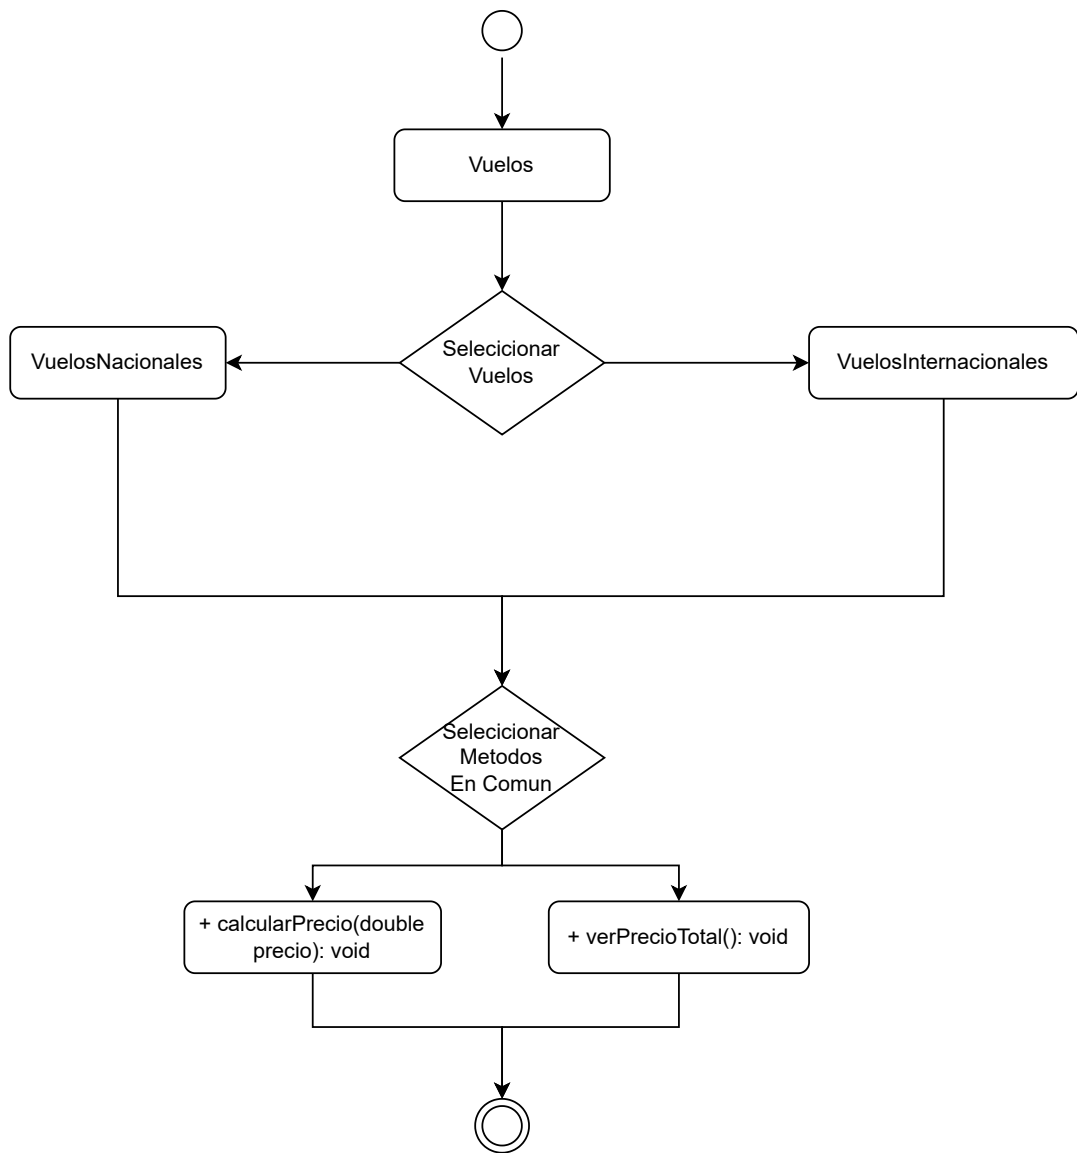 Vuelos
Selecicionar
Vuelos
VuelosNacionales
VuelosInternacionales
Selecicionar
Metodos
En Comun
+ calcularPrecio(double
precio): void
+ verPrecioTotal(): void